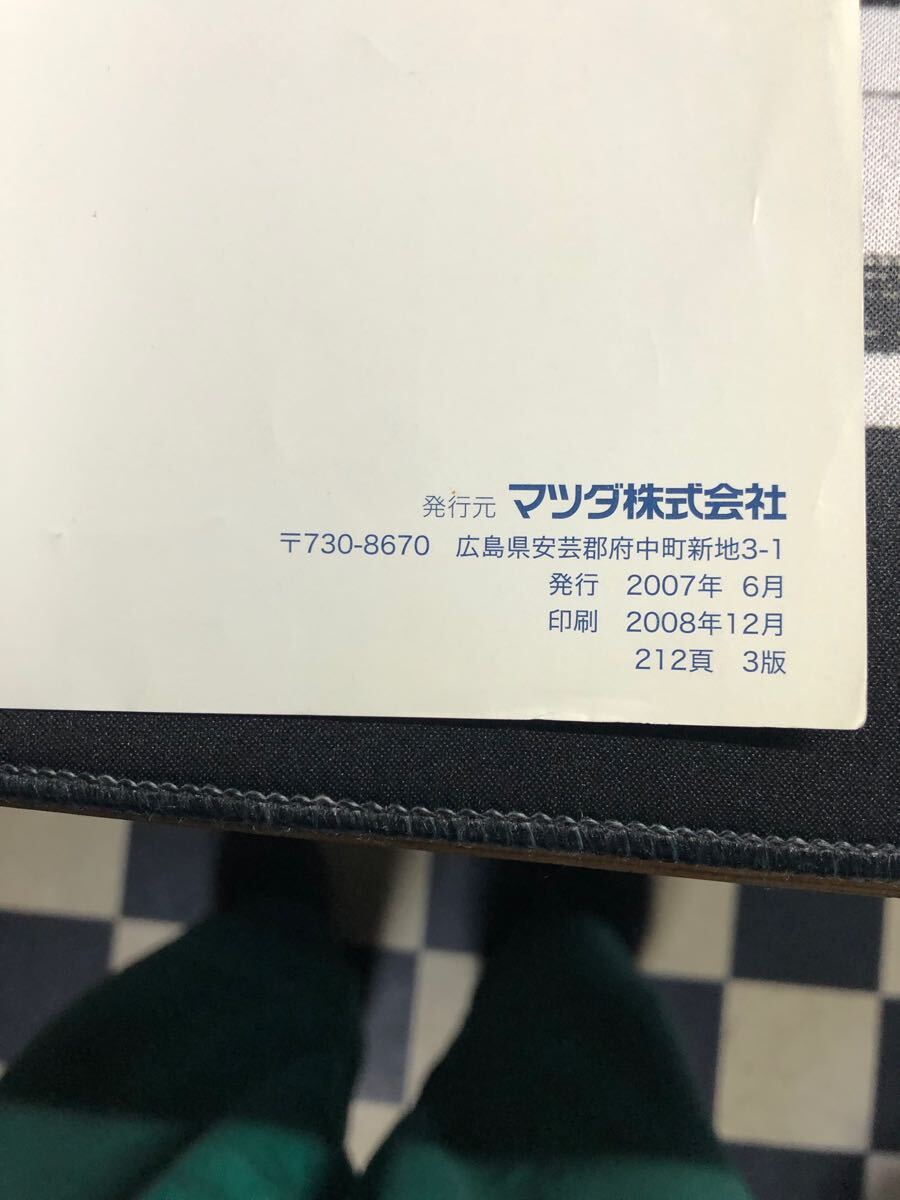 発行元 マツダ株式会社
〒730-8670 広島県安芸郡府中町新地3-1
発行 2007年 6月
印刷 2008年12月
212頁 3版